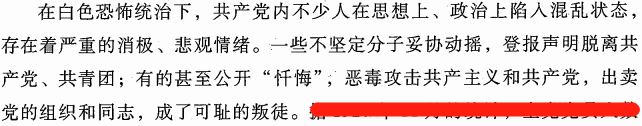 在白色恐怖统治下，共产党内不少人在思想上、政治上陷入混乱状态，
存在着严重的消极、悲观情绪。一些不坚定分子妥协动摇，登报声明脱离共
产党、共青团；有的甚至公开“忏悔”，恶毒攻击共产主义和共产党，出卖
党的组织和同志，成了可耻的叛徒。